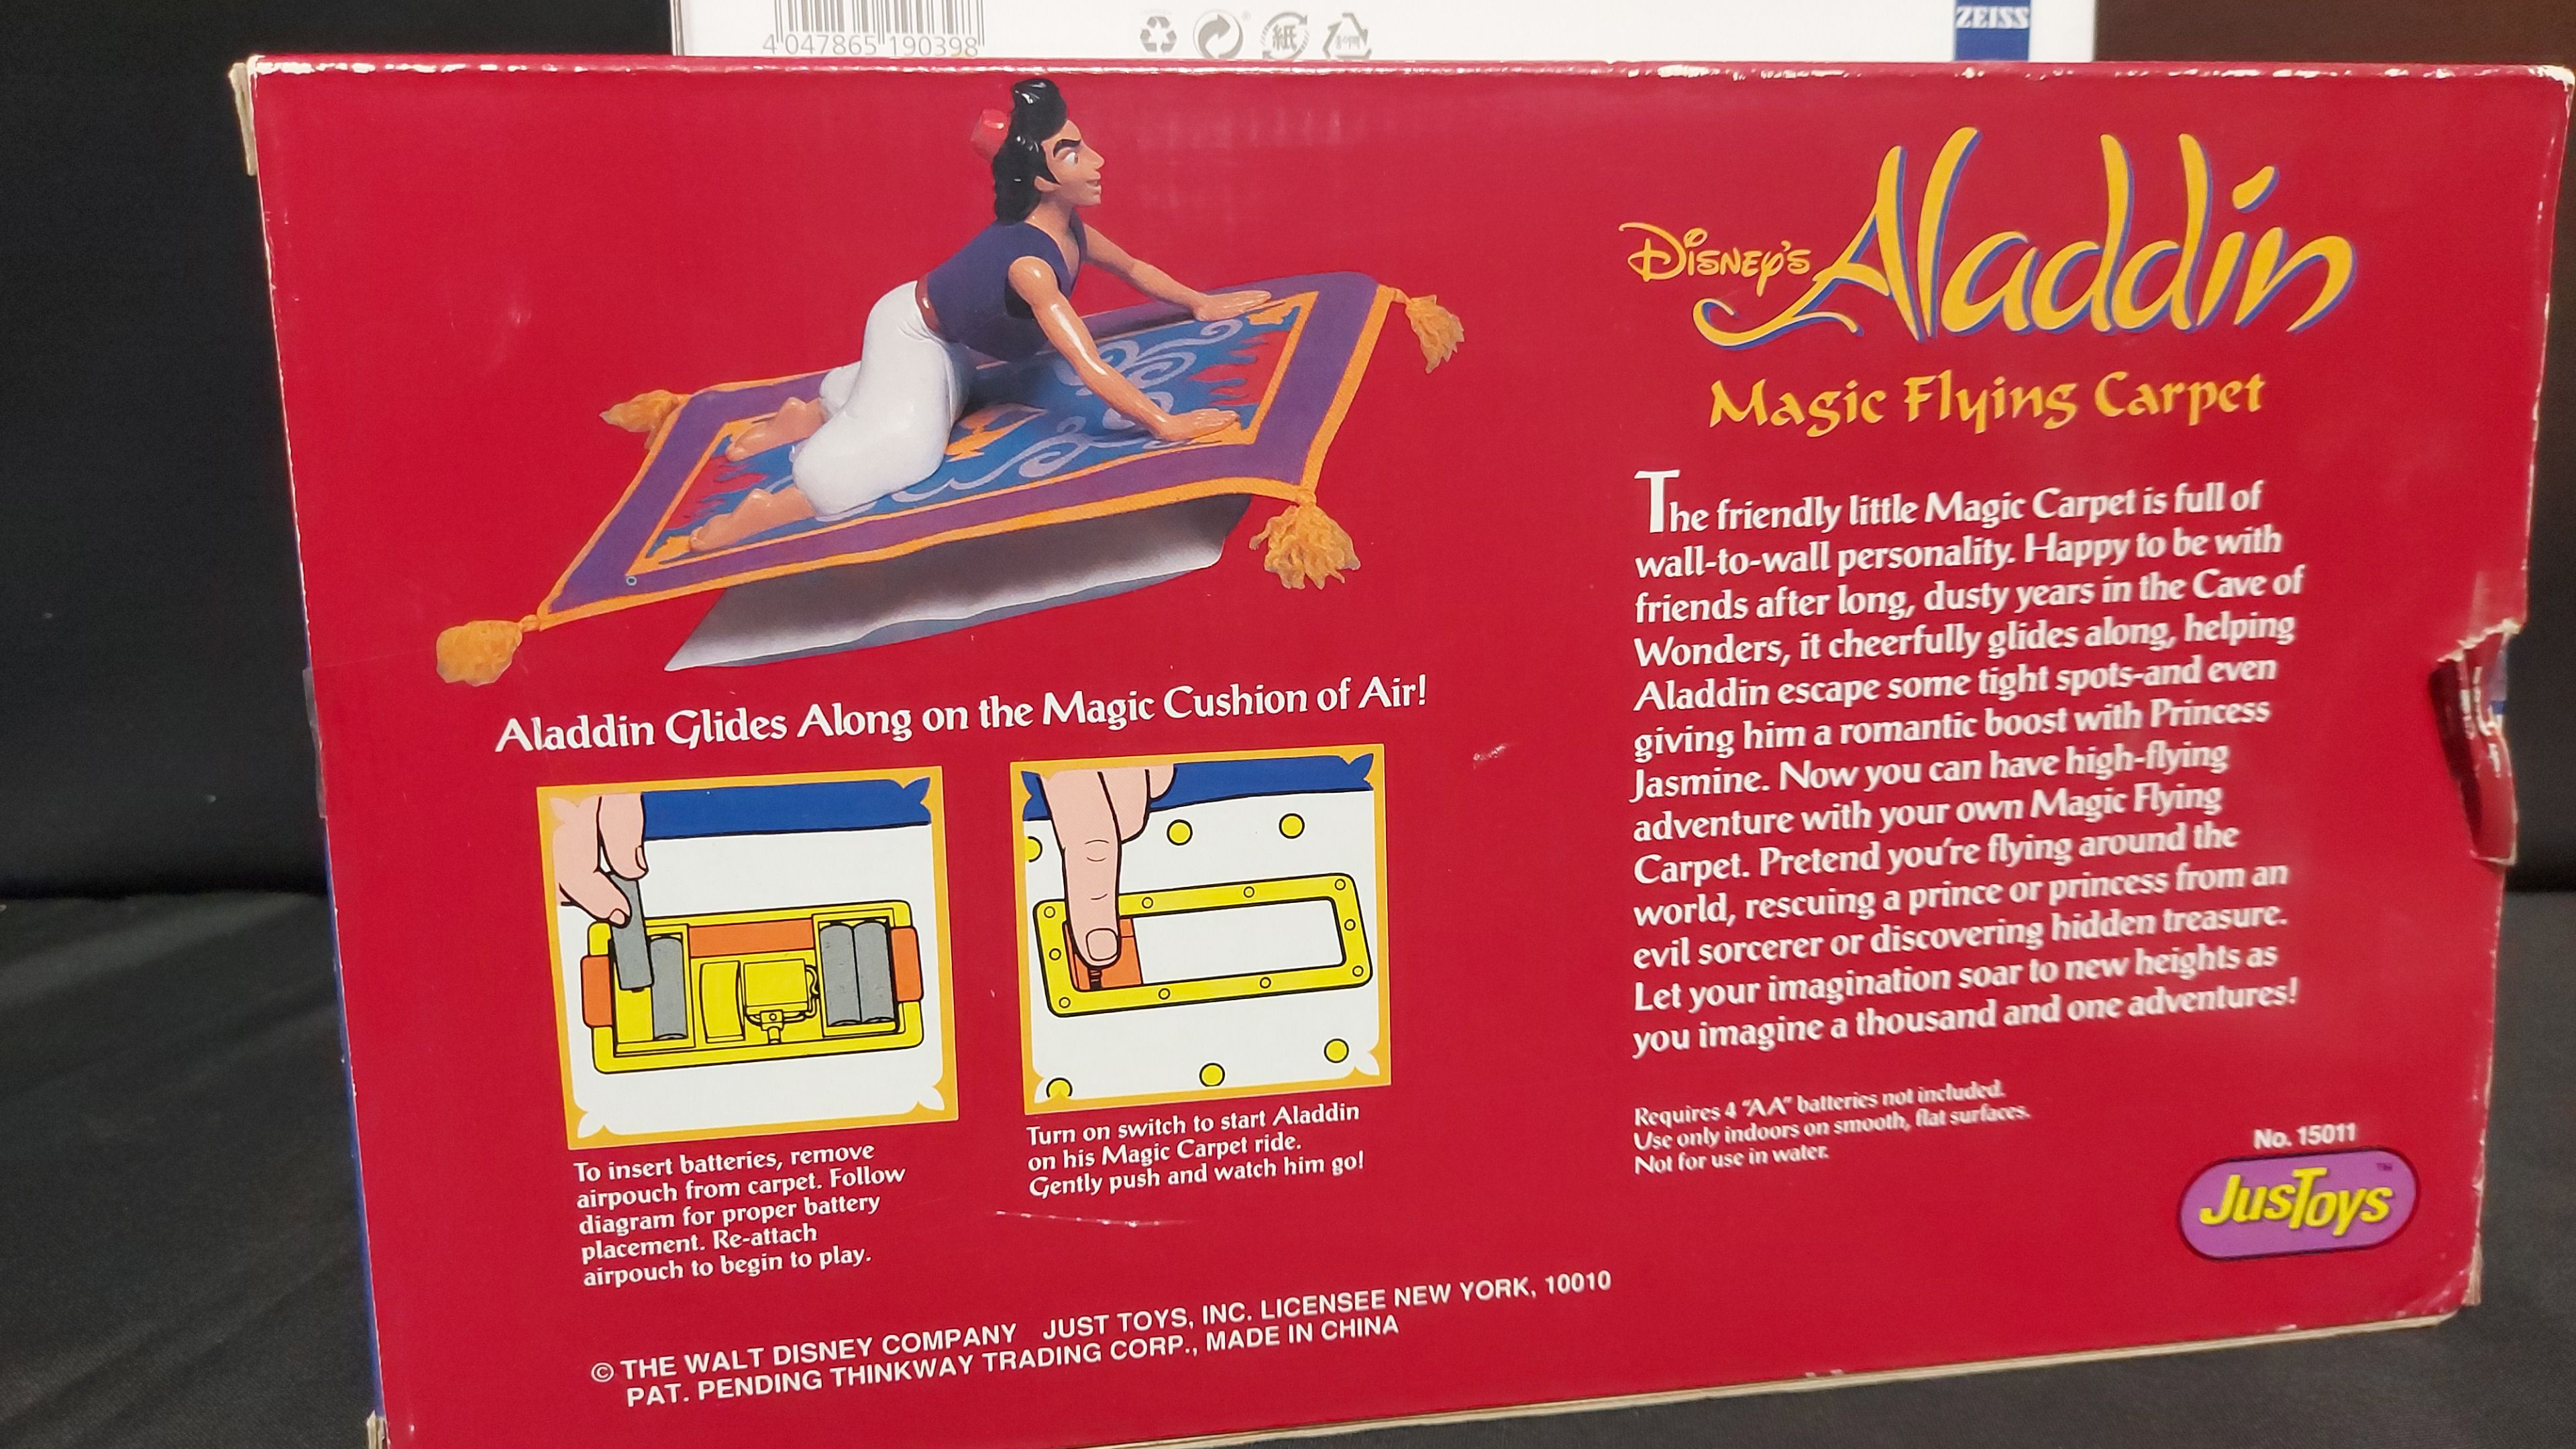 4 047865 190398
紙
ZEISS
Disney's Aladdin
Magic Flying Carpet
The friendly little Magic Carpet is full of
wall-to-wall personality. Happy to be with
friends after long, dusty years in the Cave of
Wonders, it cheerfully glides along, helping
Aladdin escape some tight spots-and even
giving him a romantic boost with Princess
Jasmine. Now you can have high-flying
adventure with your own Magic Flying
Carpet. Pretend you're flying around the
world, rescuing a prince or princess from an
evil sorcerer or discovering hidden treasure.
Let your imagination soar to new heights as
you imagine a thousand and one adventures!
Requires 4 "AA" batteries not included.
Use only indoors on smooth, flat surfaces.
Not for use in water.
No. 15011
JusToys™
Aladdin Glides Along on the Magic Cushion of Air!
To insert batteries, remove
airpouch from carpet. Follow
diagram for proper battery
placement. Re-attach
airpouch to begin to play.
Turn on switch to start Aladdin
on his Magic Carpet ride.
Gently push and watch him go!
© THE WALT DISNEY COMPANY JUST TOYS, INC. LICENSEE NEW YORK, 10010
PAT. PENDING THINKWAY TRADING CORP., MADE IN CHINA